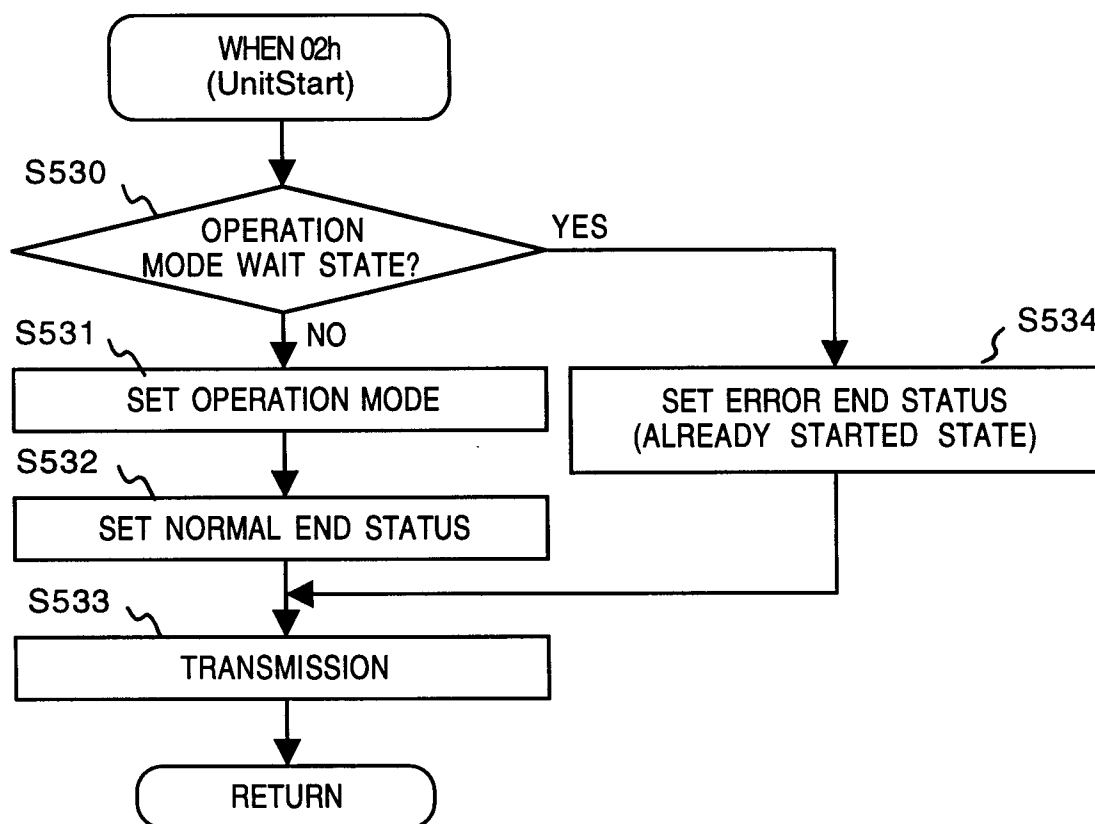 WHEN 02h
(UnitStart)
S530
OPERATION
MODE WAIT STATE?
YES
NO
S531
SET OPERATION MODE
S534
SET ERROR END STATUS
(ALREADY STARTED STATE)
S532
SET NORMAL END STATUS
S533
TRANSMISSION
RETURN